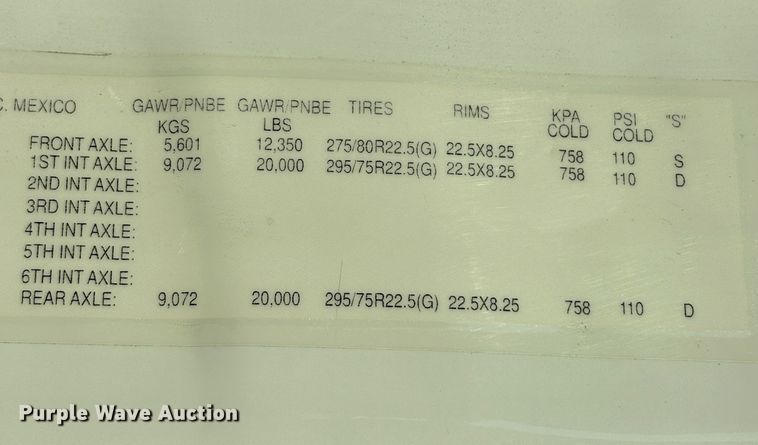 C. MEXICO GAWR/PNBE KGS GAWR/PNBE LBS TIRES RIMS KPA COLD PSI COLD "S"
FRONT AXLE: 5,601 12,350 275/80R22.5(G) 22.5X8.25 758 110 S
1ST INT AXLE: 9,072 20,000 295/75R22.5(G) 22.5X8.25 758 110 D
2ND INT AXLE:
3RD INT AXLE:
4TH INT AXLE:
5TH INT AXLE:
6TH INT AXLE:
REAR AXLE: 9,072 20,000 295/75R22.5(G) 22.5X8.25 758 110 D
Purple Wave Auction